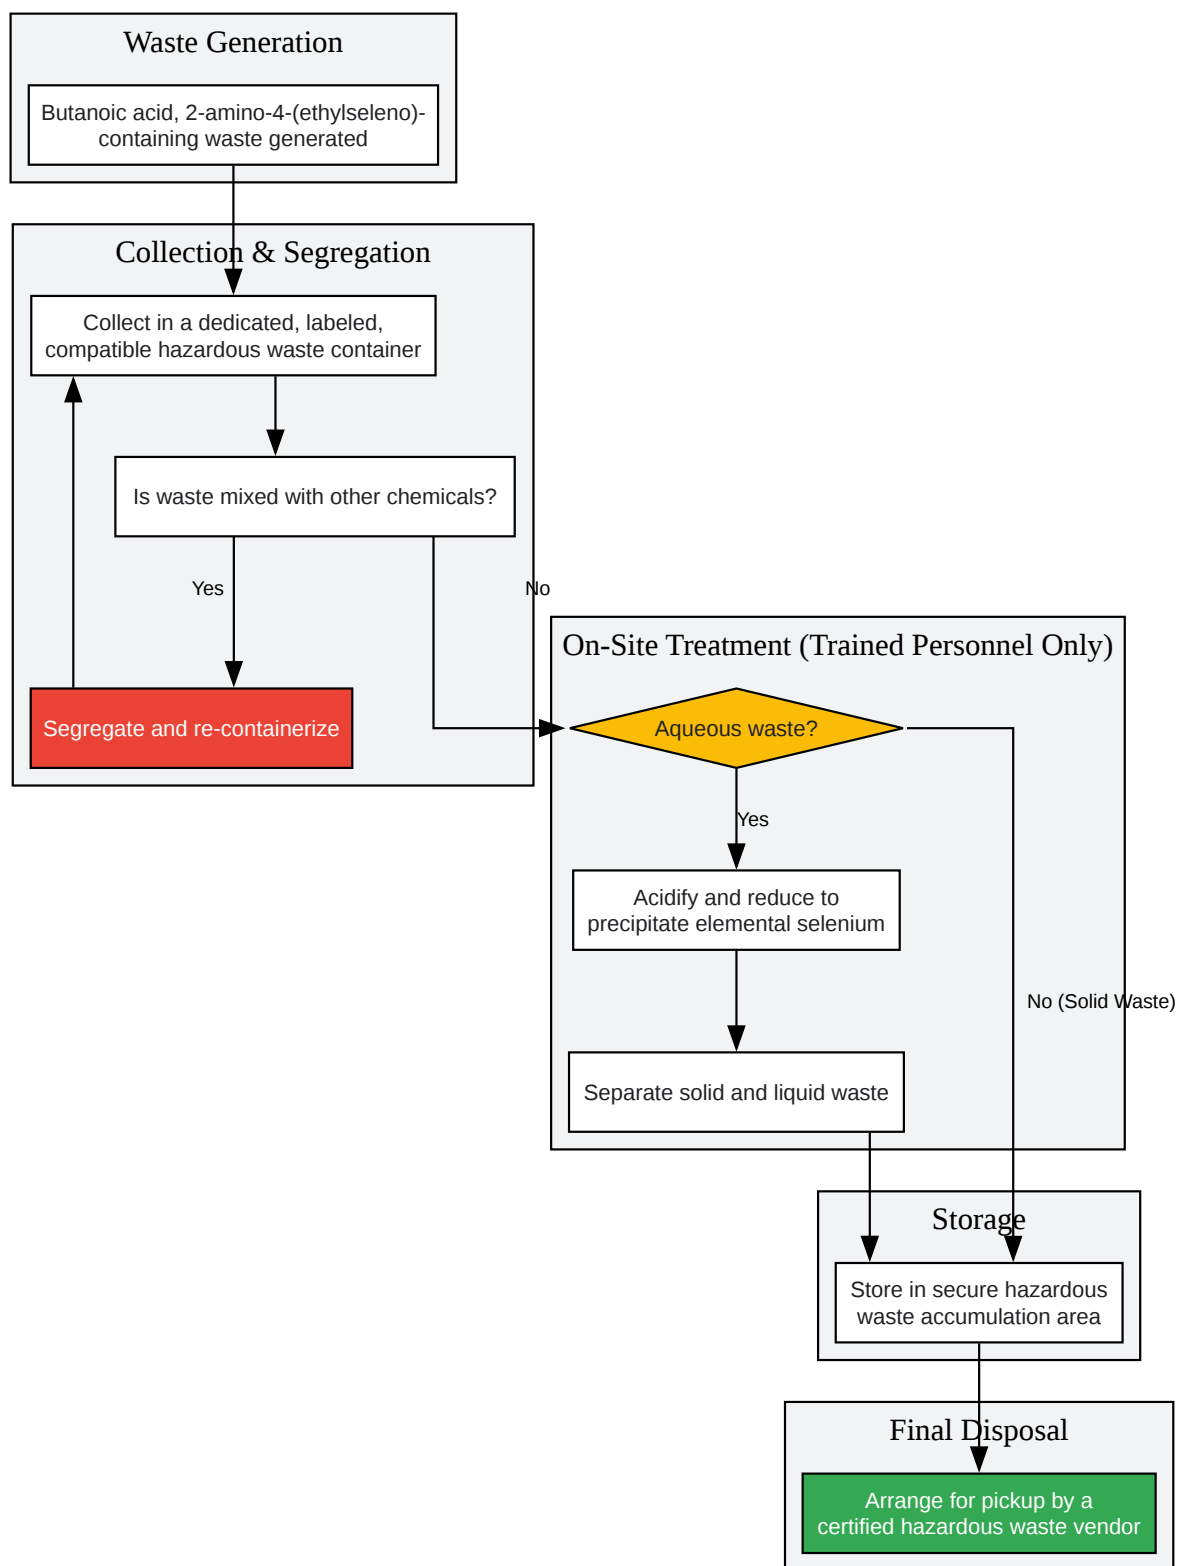 Waste Generation
Butanoic acid, 2-amino-4-(ethylseleno)-
containing waste generated
Collection & Segregation
Collect in a dedicated, labeled,
compatible hazardous waste container
Is waste mixed with other chemicals?
Yes
No
Segregate and re-containerize
On-Site Treatment (Trained Personnel Only)
Aqueous waste?
Yes
Acidify and reduce to
precipitate elemental selenium
No (Solid Waste)
Separate solid and liquid waste
Storage
Store in secure hazardous
waste accumulation area
Final Disposal
Arrange for pickup by a
certified hazardous waste vendor